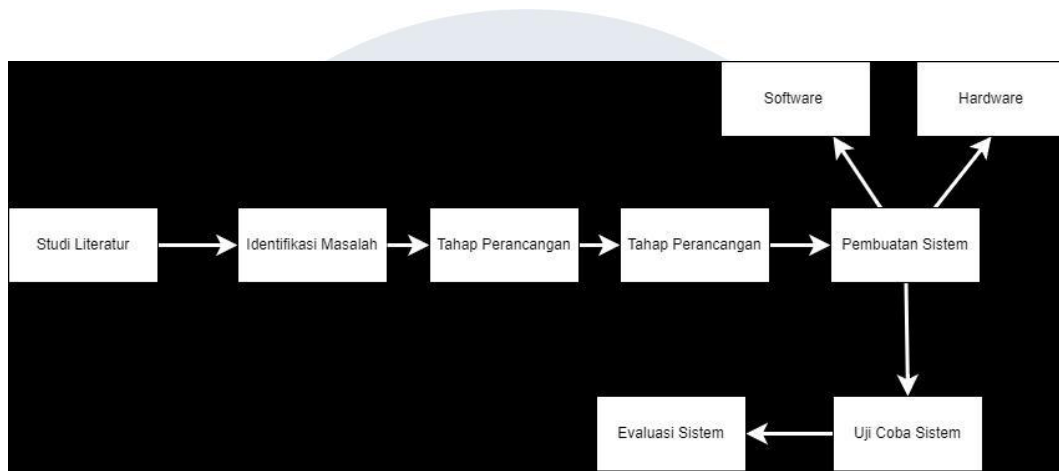 Software
Hardware
Studi Literatur
Identifikasi Masalah
Tahap Perancangan
Tahap Perancangan
Pembuatan Sistem
Evaluasi Sistem
Uji Coba Sistem